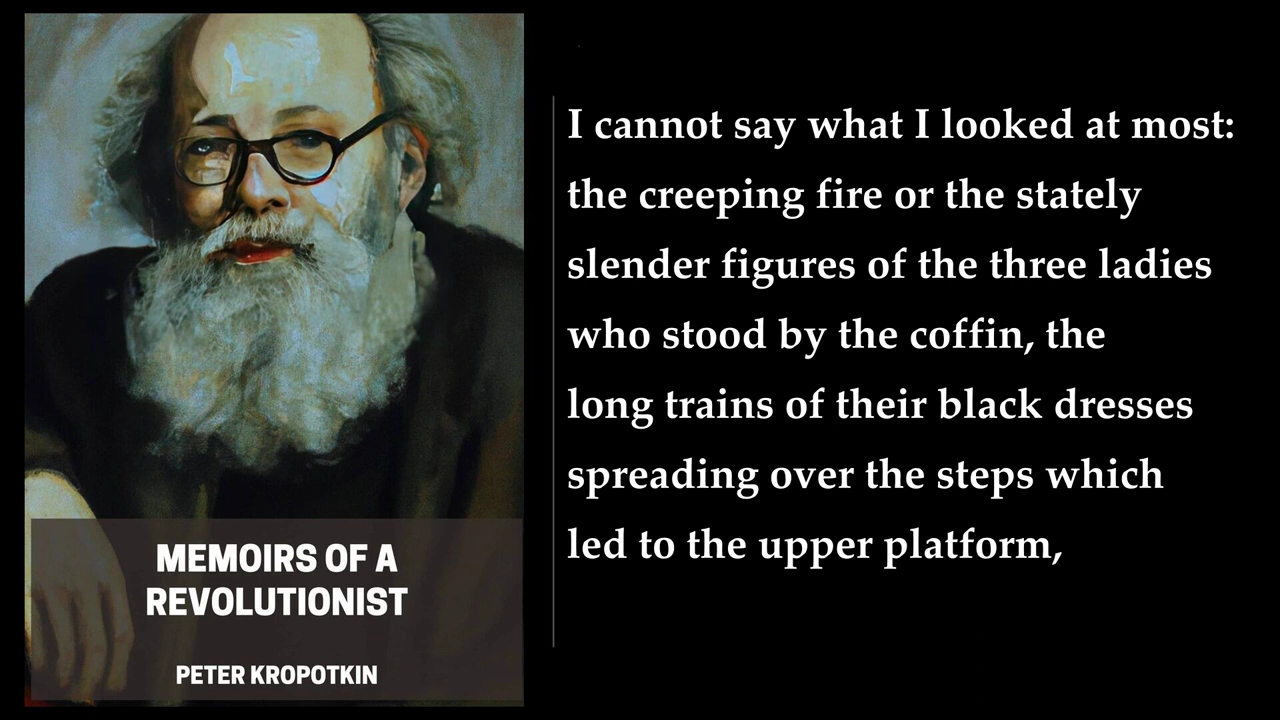 MEMOIRS OF A
REVOLUTIONIST
PETER KROPOTKIN
I cannot say what I looked at most:
the creeping fire or the stately
slender figures of the three ladies
who stood by the coffin, the
long trains of their black dresses
spreading over the steps which
led to the upper platform,